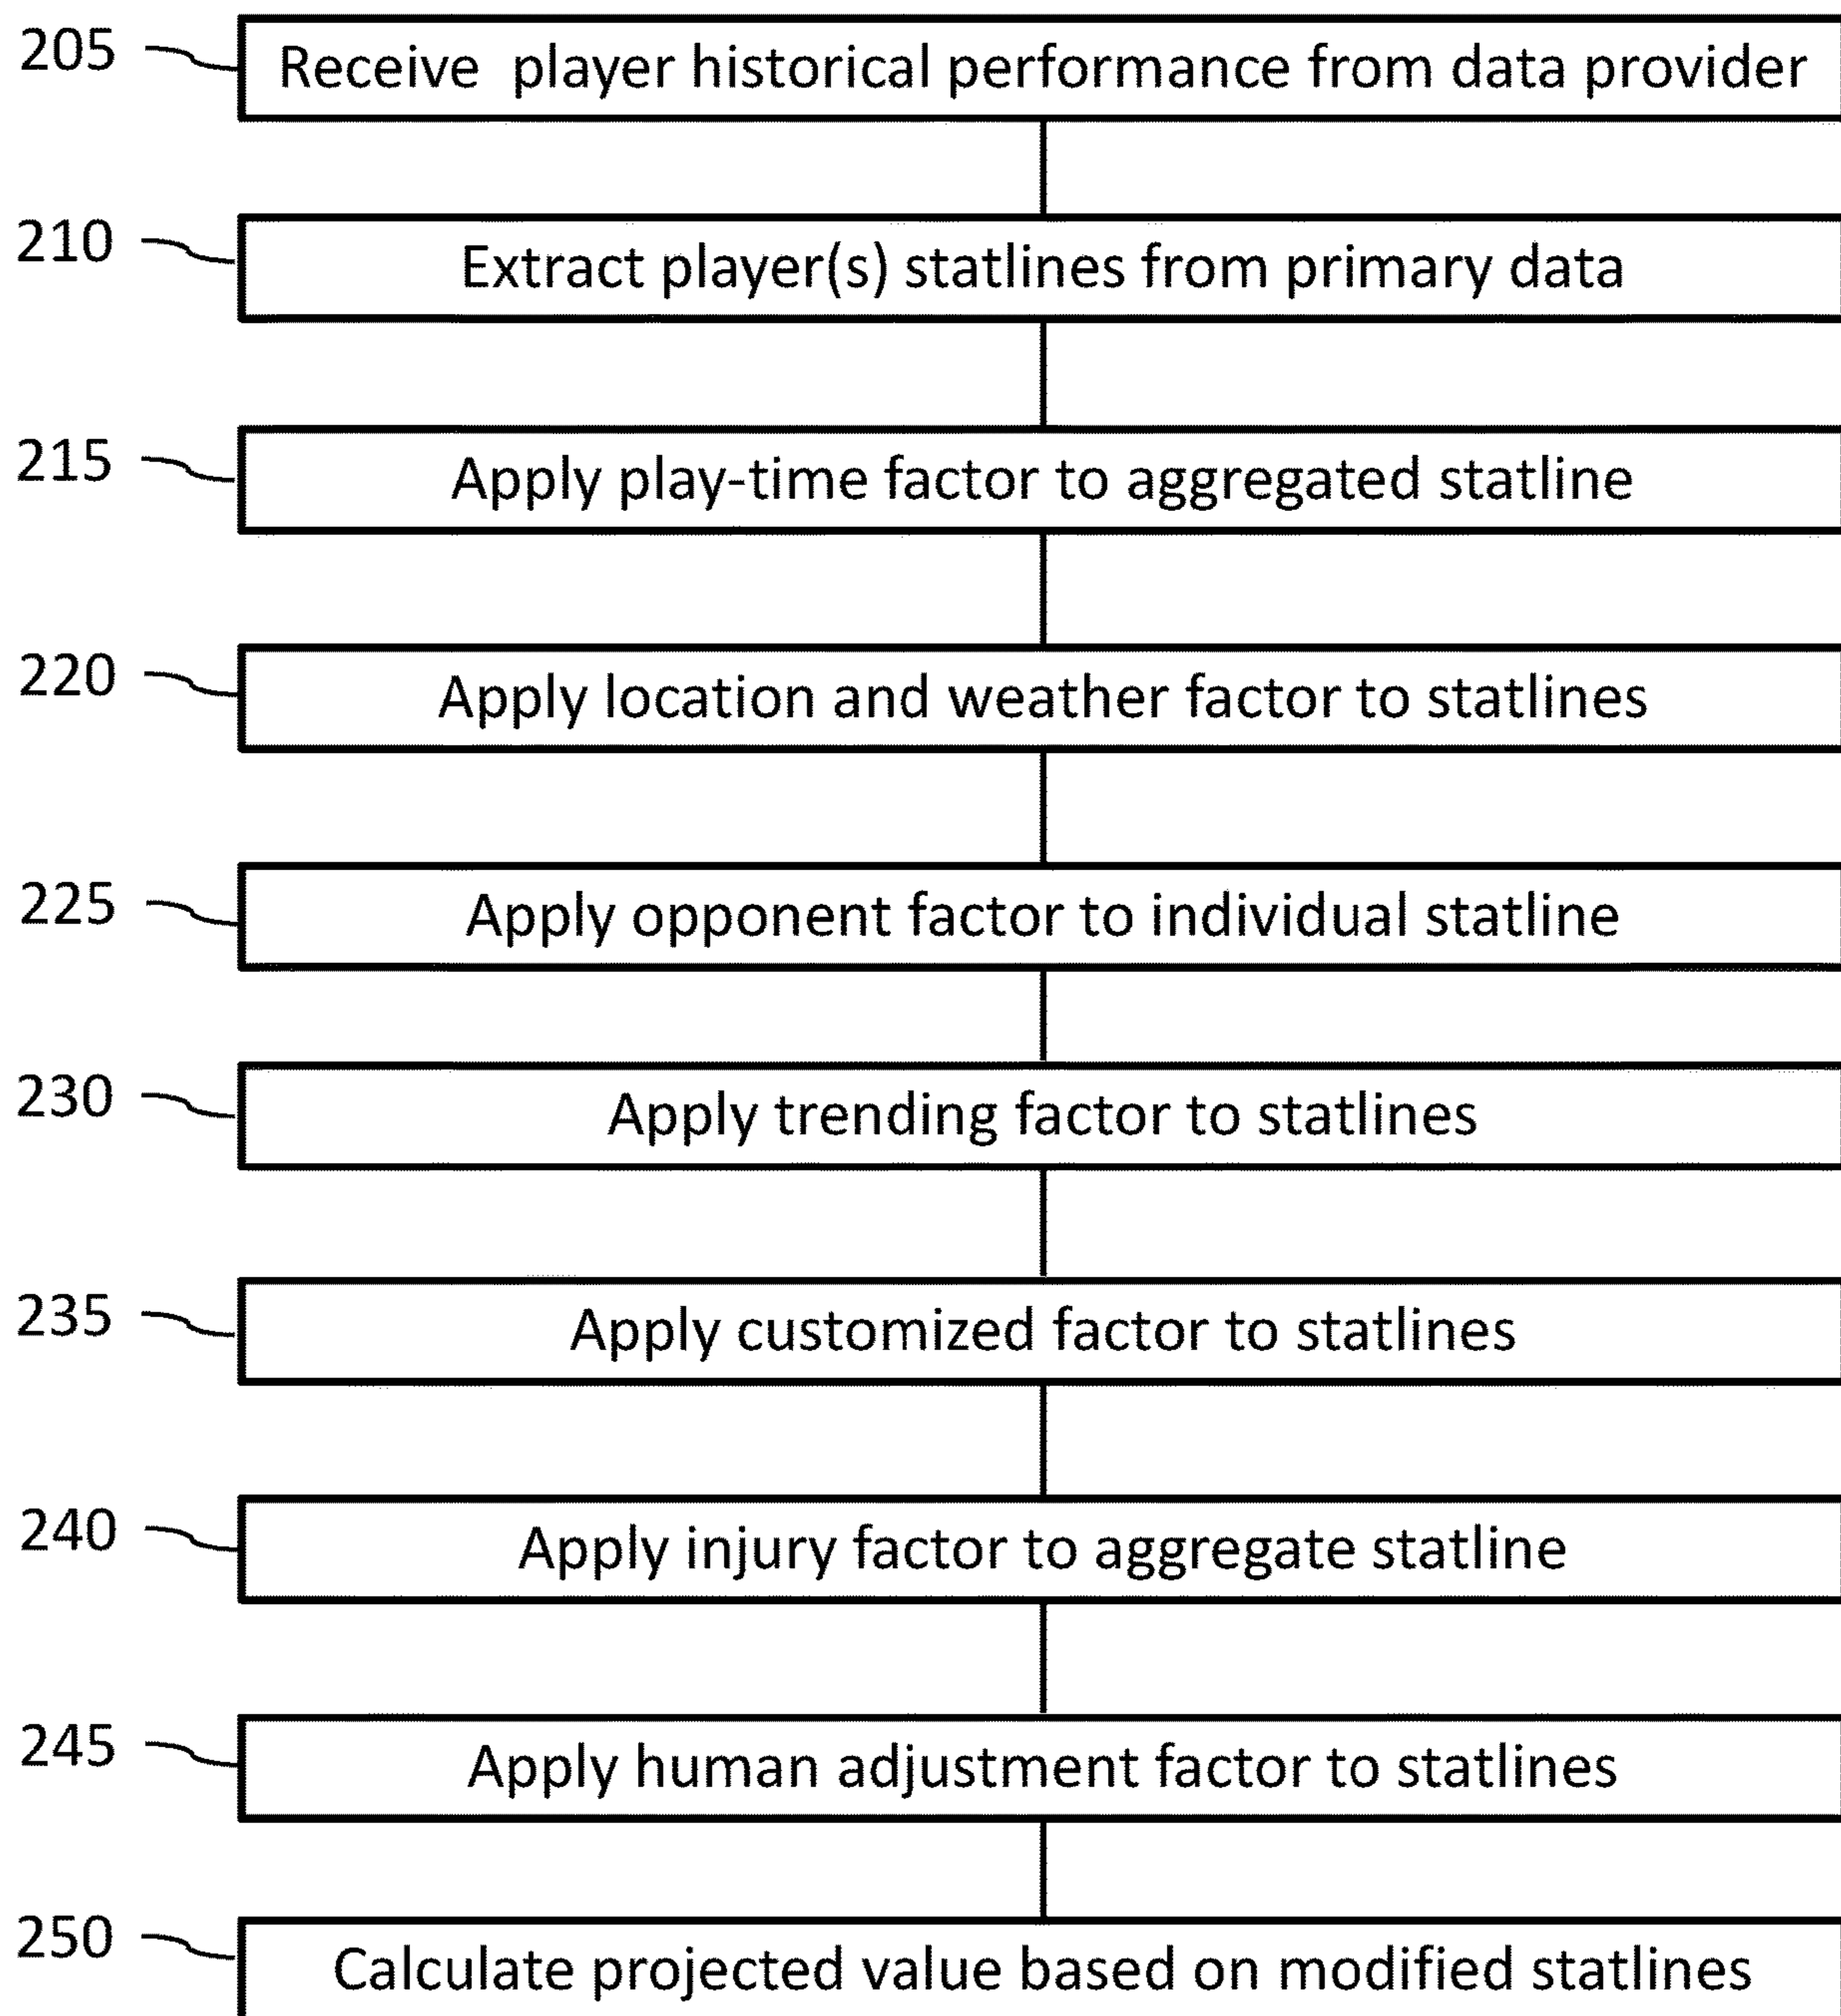 205 Receive player historical performance from data provider
210 Extract player(s) statlines from primary data
215 Apply play-time factor to aggregated statline
220 Apply location and weather factor to statlines
225 Apply opponent factor to individual statline
230 Apply trending factor to statlines
235 Apply customized factor to statlines
240 Apply injury factor to aggregate statline
245 Apply human adjustment factor to statlines
250 Calculate projected value based on modified statlines